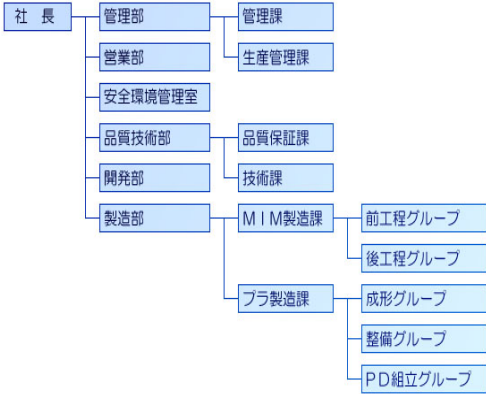 社　長
管理部
管理課
営業部
生産管理課
安全環境管理室
品質技術部
品質保証課
開発部
技術課
製造部
ＭＩＭ製造課
前工程グループ
後工程グループ
プラ製造課
成形グループ
整備グループ
ＰＤ組立グループ